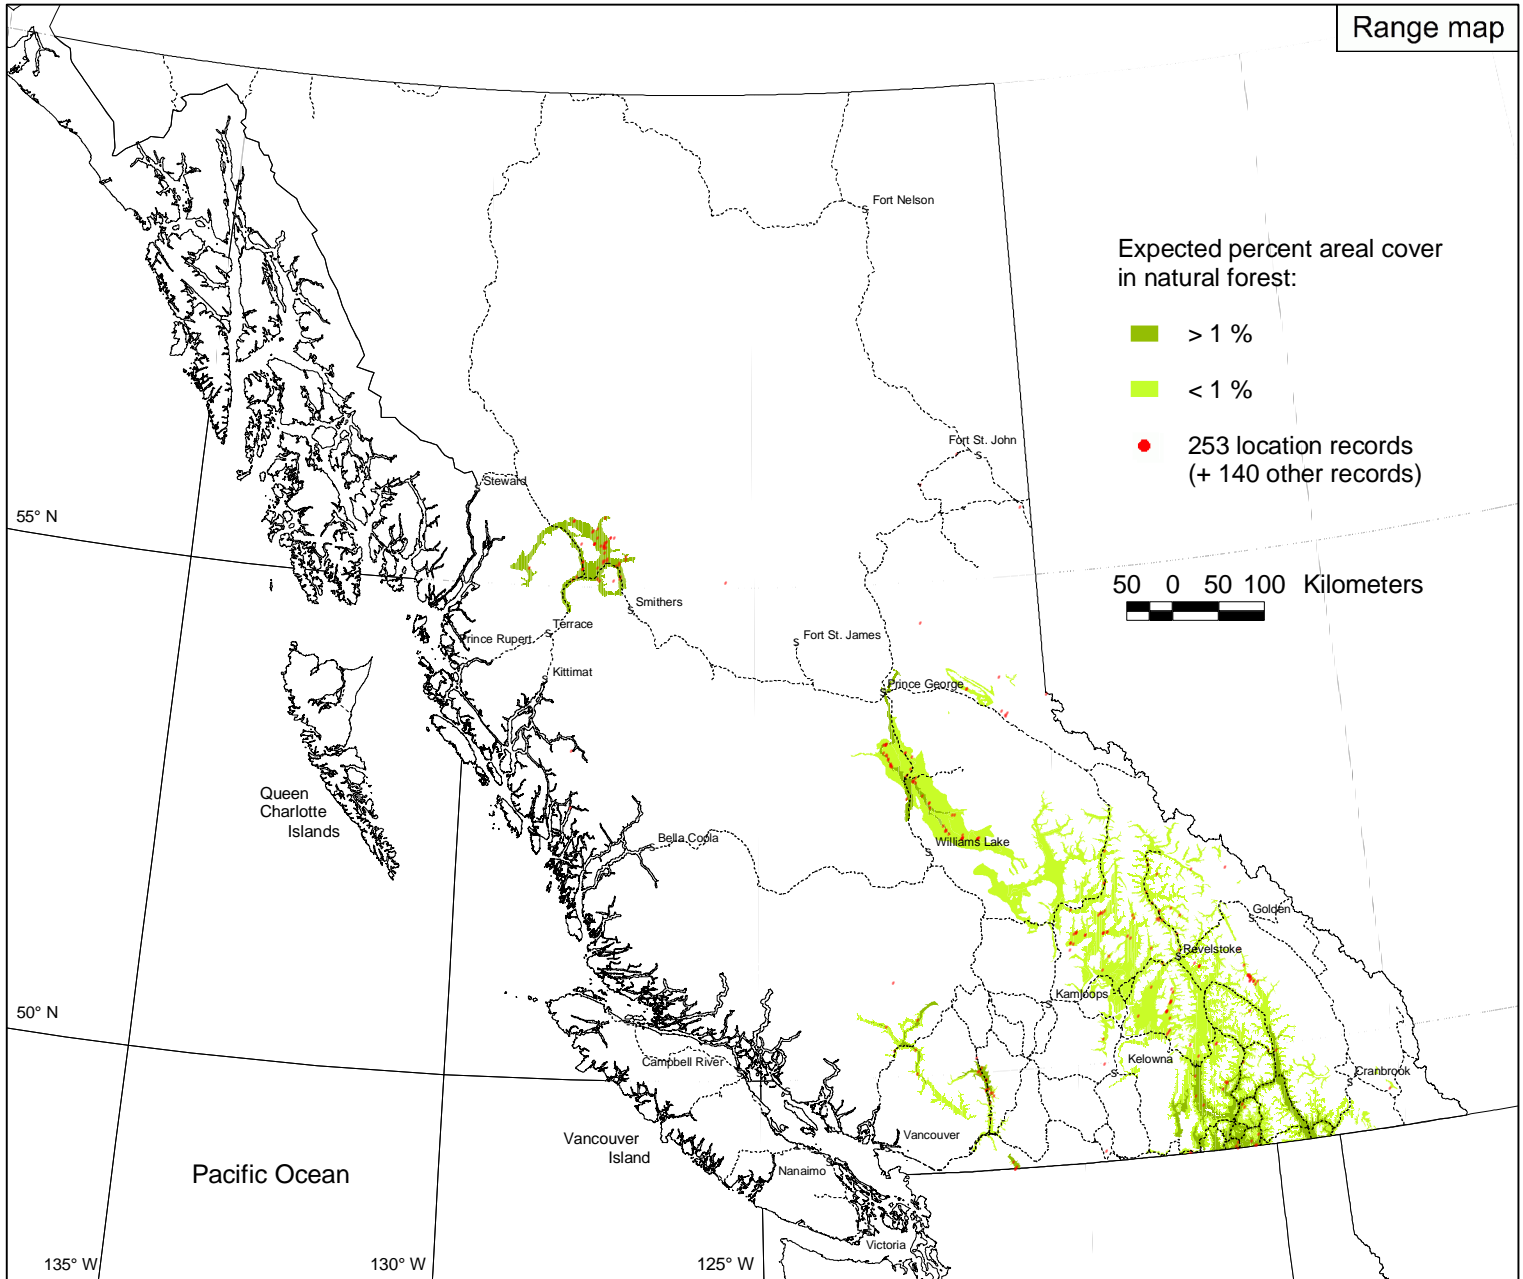 Range map
Fort Nelson
Expected percent areal cover
in natural forest:
> 1 %
< 1 %
253 location records
(+ 140 other records)
Fort St. John
Steward
55° N
50 0 50 100 Kilometers
Smithers
Terrace
Prince Rupert
Fort St. James
Kittimat
Prince George
Queen
Charlotte
Islands
Bella Coola
Williams Lake
Golden
Revelstoke
Kamloops
50° N
Campbell River
Kelowna
Cranbrook
Vancouver
Island
Vancouver
Nanaimo
Pacific Ocean
Victoria
135° W
130° W
125° W